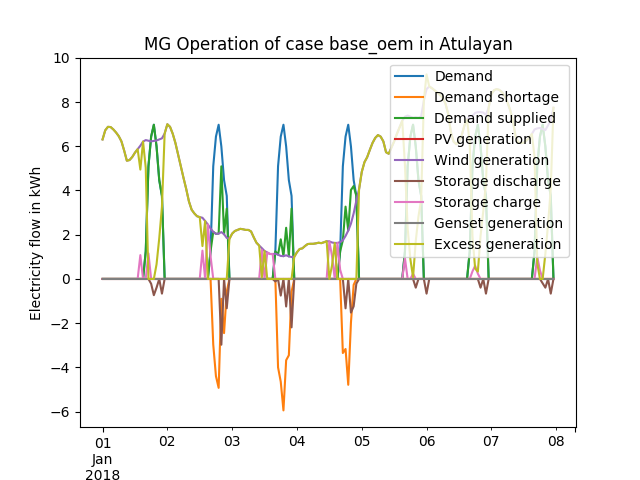 MG Operation of case base_oem in Atulayan
Electricity flow in kWh
10
8
6
4
2
0
−2
−4
−6
Demand
Demand shortage
Demand supplied
PV generation
Wind generation
Storage discharge
Storage charge
Genset generation
Excess generation
01 02 03 04 05 06 07 08
Jan
2018